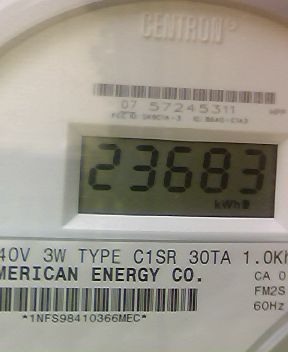 CENTRON®
07 57245311
23683
kWh
40V 3W TYPE C1SR 30TA 1.0Kh
MERICAN ENERGY CO.
CA 0
FM2S
60Hz
*1NFS98410366MEC*